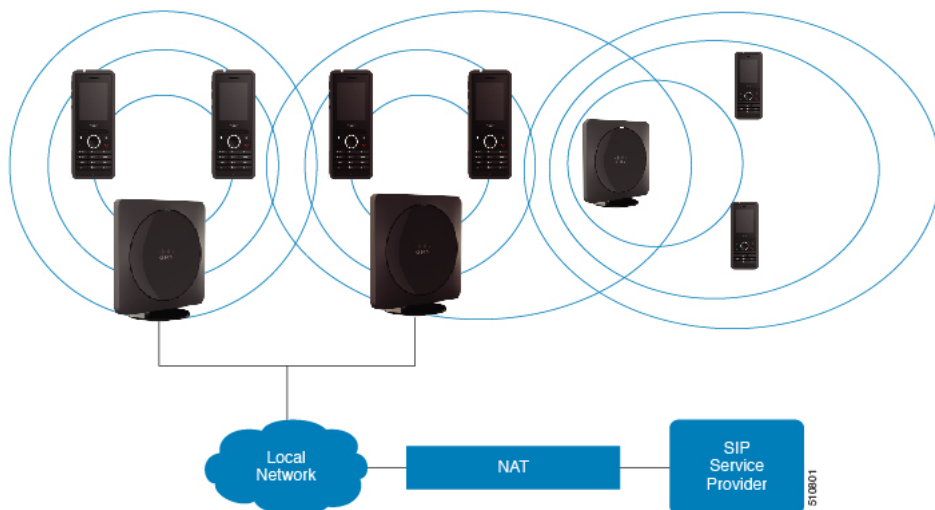 Local
Network
NAT
SIP
Service
Provider
510801